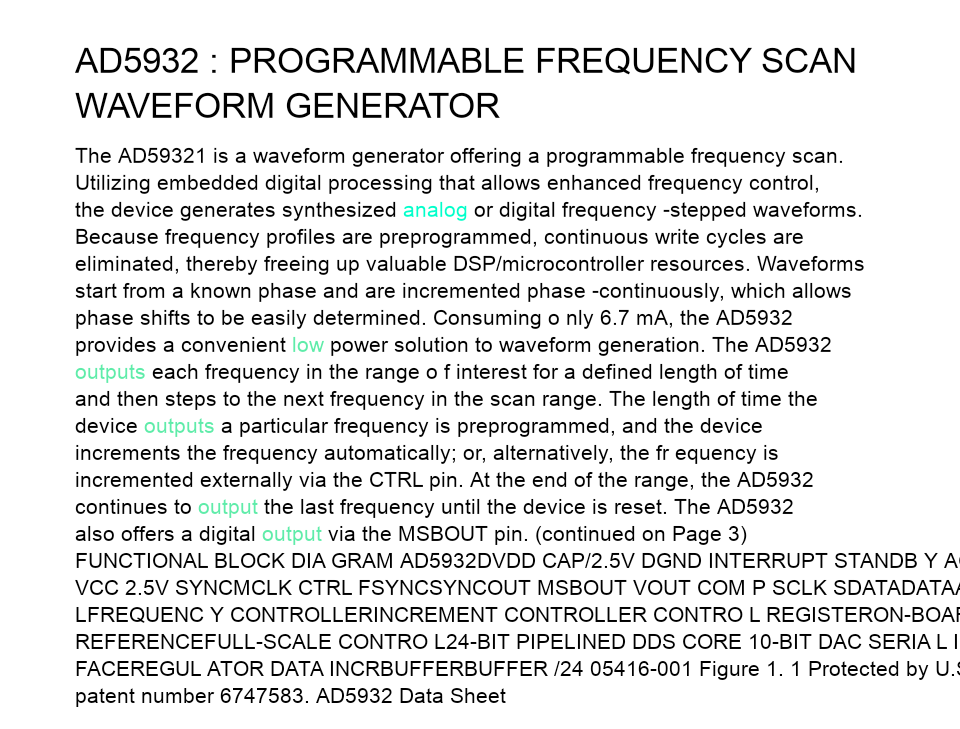 AD5932 : PROGRAMMABLE FREQUENCY SCAN
WAVEFORM GENERATOR
The AD59321 is a waveform generator offering a programmable frequency scan.
Utilizing embedded digital processing that allows enhanced frequency control,
the device generates synthesized analog or digital frequency -stepped waveforms.
Because frequency profiles are preprogrammed, continuous write cycles are
eliminated, thereby freeing up valuable DSP/microcontroller resources. Waveforms
start from a known phase and are incremented phase -continuously, which allows
phase shifts to be easily determined. Consuming o nly 6.7 mA, the AD5932
provides a convenient low power solution to waveform generation. The AD5932
outputs each frequency in the range o f interest for a defined length of time
and then steps to the next frequency in the scan range. The length of time the
device outputs a particular frequency is preprogrammed, and the device
increments the frequency automatically; or, alternatively, the fr equency is
incremented externally via the CTRL pin. At the end of the range, the AD5932
continues to output the last frequency until the device is reset. The AD5932
also offers a digital output via the MSBOUT pin. (continued on Page 3)
FUNCTIONAL BLOCK DIA GRAM AD5932DVDD CAP/2.5V DGND INTERRUPT STANDB Y
VCC 2.5V SYNCMCLK CTRL FSYNCSYNCOUT MSBOUT VOUT COM P SCLK SDATADATAA
LFREQUENC Y CONTROLLERINCREMENT CONTROLLER CONTRO L REGISTERON-BOAR
REFERENCEFULL-SCALE CONTRO L24-BIT PIPELINED DDS CORE 10-BIT DAC SERIA L I
FACEREGUL ATOR DATA INCRBUFFERBUFFER /24 05416-001 Figure 1. 1 Protected by U.S
patent number 6747583. AD5932 Data Sheet